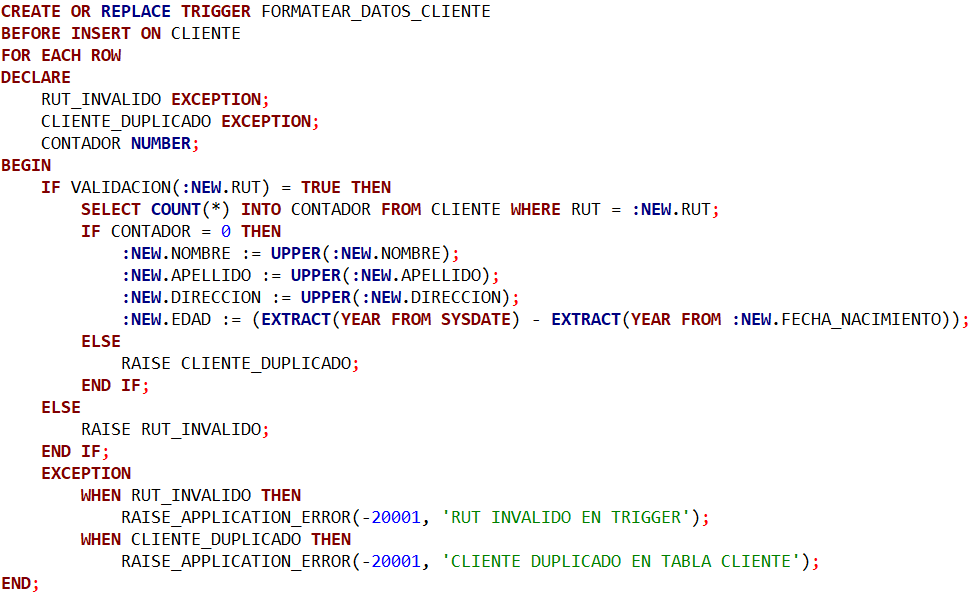 CREATE OR REPLACE TRIGGER FORMATEAR_DATOS_CLIENTE
BEFORE INSERT ON CLIENTE
FOR EACH ROW
DECLARE
    RUT_INVALIDO EXCEPTION;
    CLIENTE_DUPLICADO EXCEPTION;
    CONTADOR NUMBER;
BEGIN
    IF VALIDACION(:NEW.RUT) = TRUE THEN
        SELECT COUNT(*) INTO CONTADOR FROM CLIENTE WHERE RUT = :NEW.RUT;
        IF CONTADOR = 0 THEN
            :NEW.NOMBRE := UPPER(:NEW.NOMBRE);
            :NEW.APELLIDO := UPPER(:NEW.APELLIDO);
            :NEW.DIRECCION := UPPER(:NEW.DIRECCION);
            :NEW.EDAD := (EXTRACT(YEAR FROM SYSDATE) - EXTRACT(YEAR FROM :NEW.FECHA_NACIMIENTO));
        ELSE
            RAISE CLIENTE_DUPLICADO;
        END IF;
    ELSE
        RAISE RUT_INVALIDO;
    END IF;
    EXCEPTION
        WHEN RUT_INVALIDO THEN
            RAISE_APPLICATION_ERROR(-20001, 'RUT INVALIDO EN TRIGGER');
        WHEN CLIENTE_DUPLICADO THEN
            RAISE_APPLICATION_ERROR(-20001, 'CLIENTE DUPLICADO EN TABLA CLIENTE');
END;